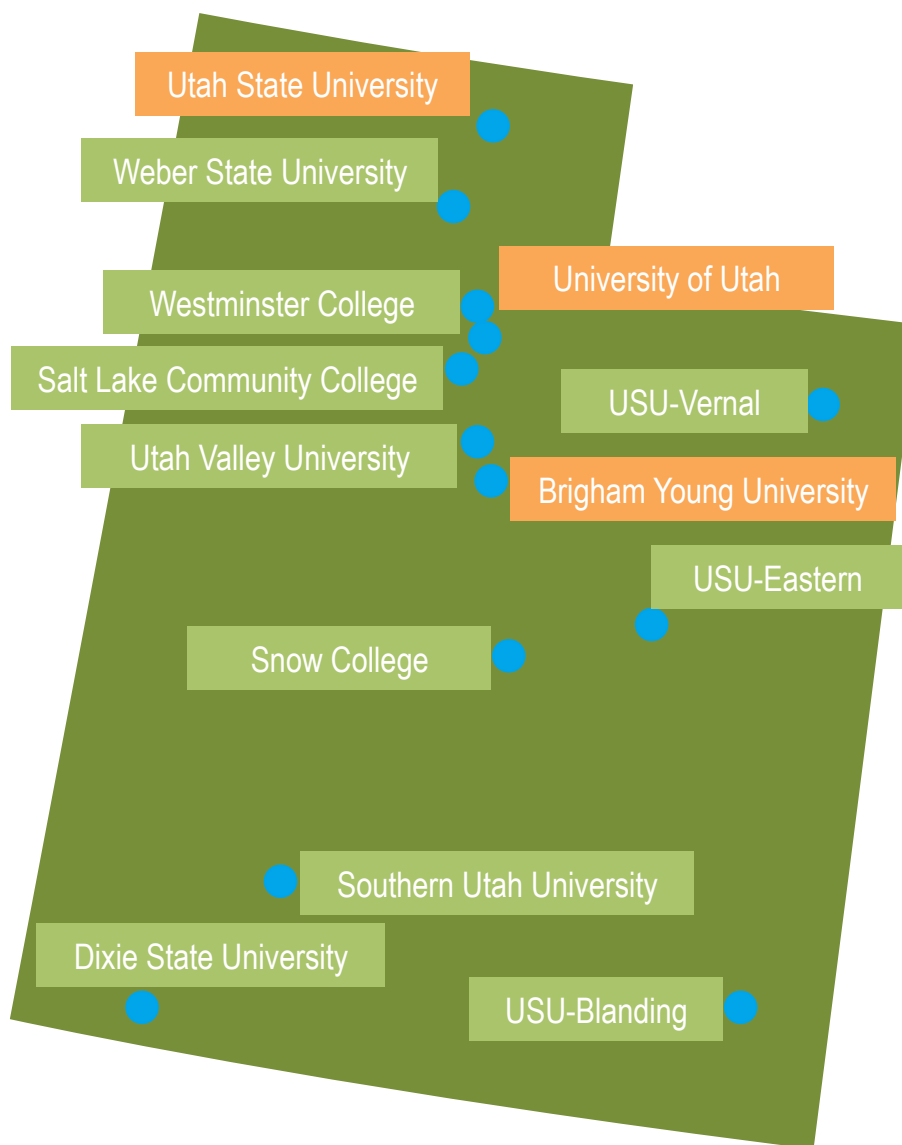 Utah State University
Weber State University
University of Utah
Westminster College
Salt Lake Community College
USU-Vernal
Utah Valley University
Brigham Young University
USU-Eastern
Snow College
Southern Utah University
Dixie State University
USU-Blanding